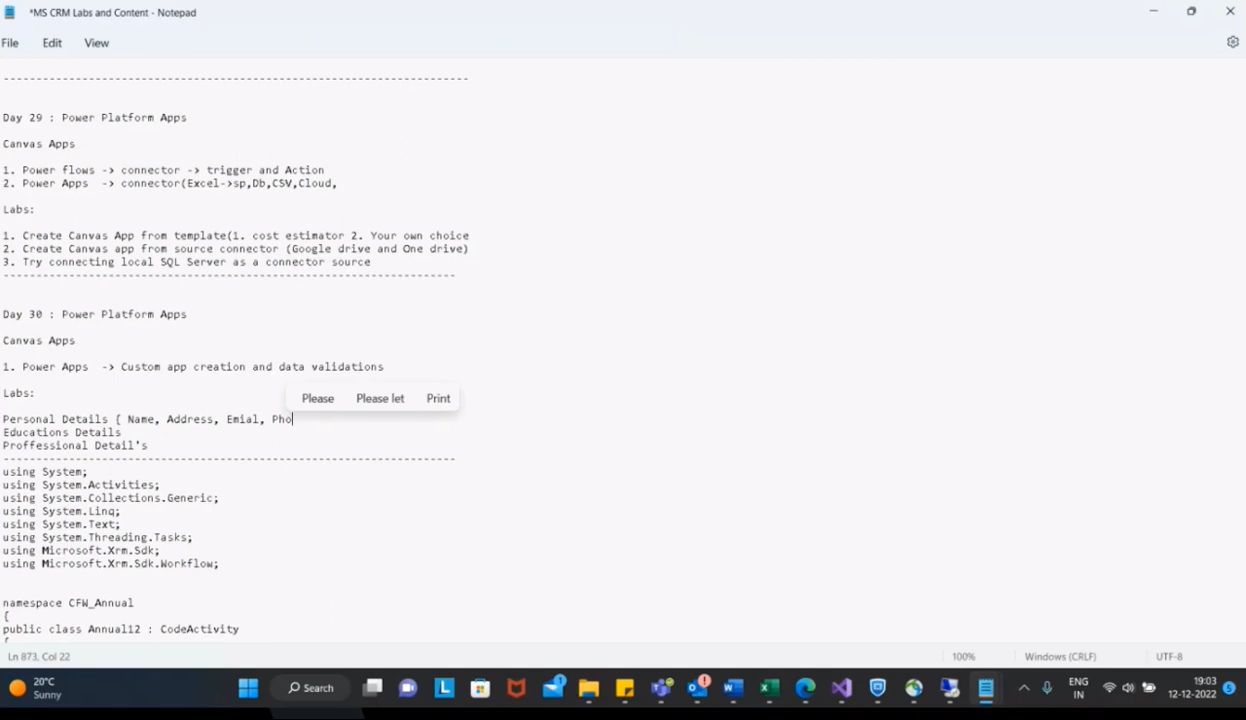 *MS CRM Labs and Content - Notepad
File Edit View
-----------------------------------------------------------------------
Day 29 : Power Platform Apps
Canvas Apps
1. Power flows -> connector -> trigger and Action
2. Power Apps  -> connector(Excel->sp,Db,CSV,Cloud,
Labs:
1. Create Canvas App from template(1. cost estimator 2. Your own choice
2. Create Canvas app from source connector (Google drive and One drive)
3. Try connecting local SQL Server as a connector source
---------------------------------------------------------------------
Day 30 : Power Platform Apps
Canvas Apps
1. Power Apps  -> Custom app creation and data validations
Labs:
Please Please let Print
Personal Details { Name, Address, Emial, Pho
Educations Details
Proffessional Detail's
---------------------------------------------------------------------
using System;
using System.Activities;
using System.Collections.Generic;
using System.Linq;
using System.Text;
using System.Threading.Tasks;
using Microsoft.Xrm.Sdk;
using Microsoft.Xrm.Sdk.Workflow;
namespace CFW_Annual
{
public class Annual12 : CodeActivity
{
Ln 873, Col 22 100% Windows (CRLF) UTF-8
20°C
Sunny
Search
L
ENG
IN
19:03
12-12-2022
5